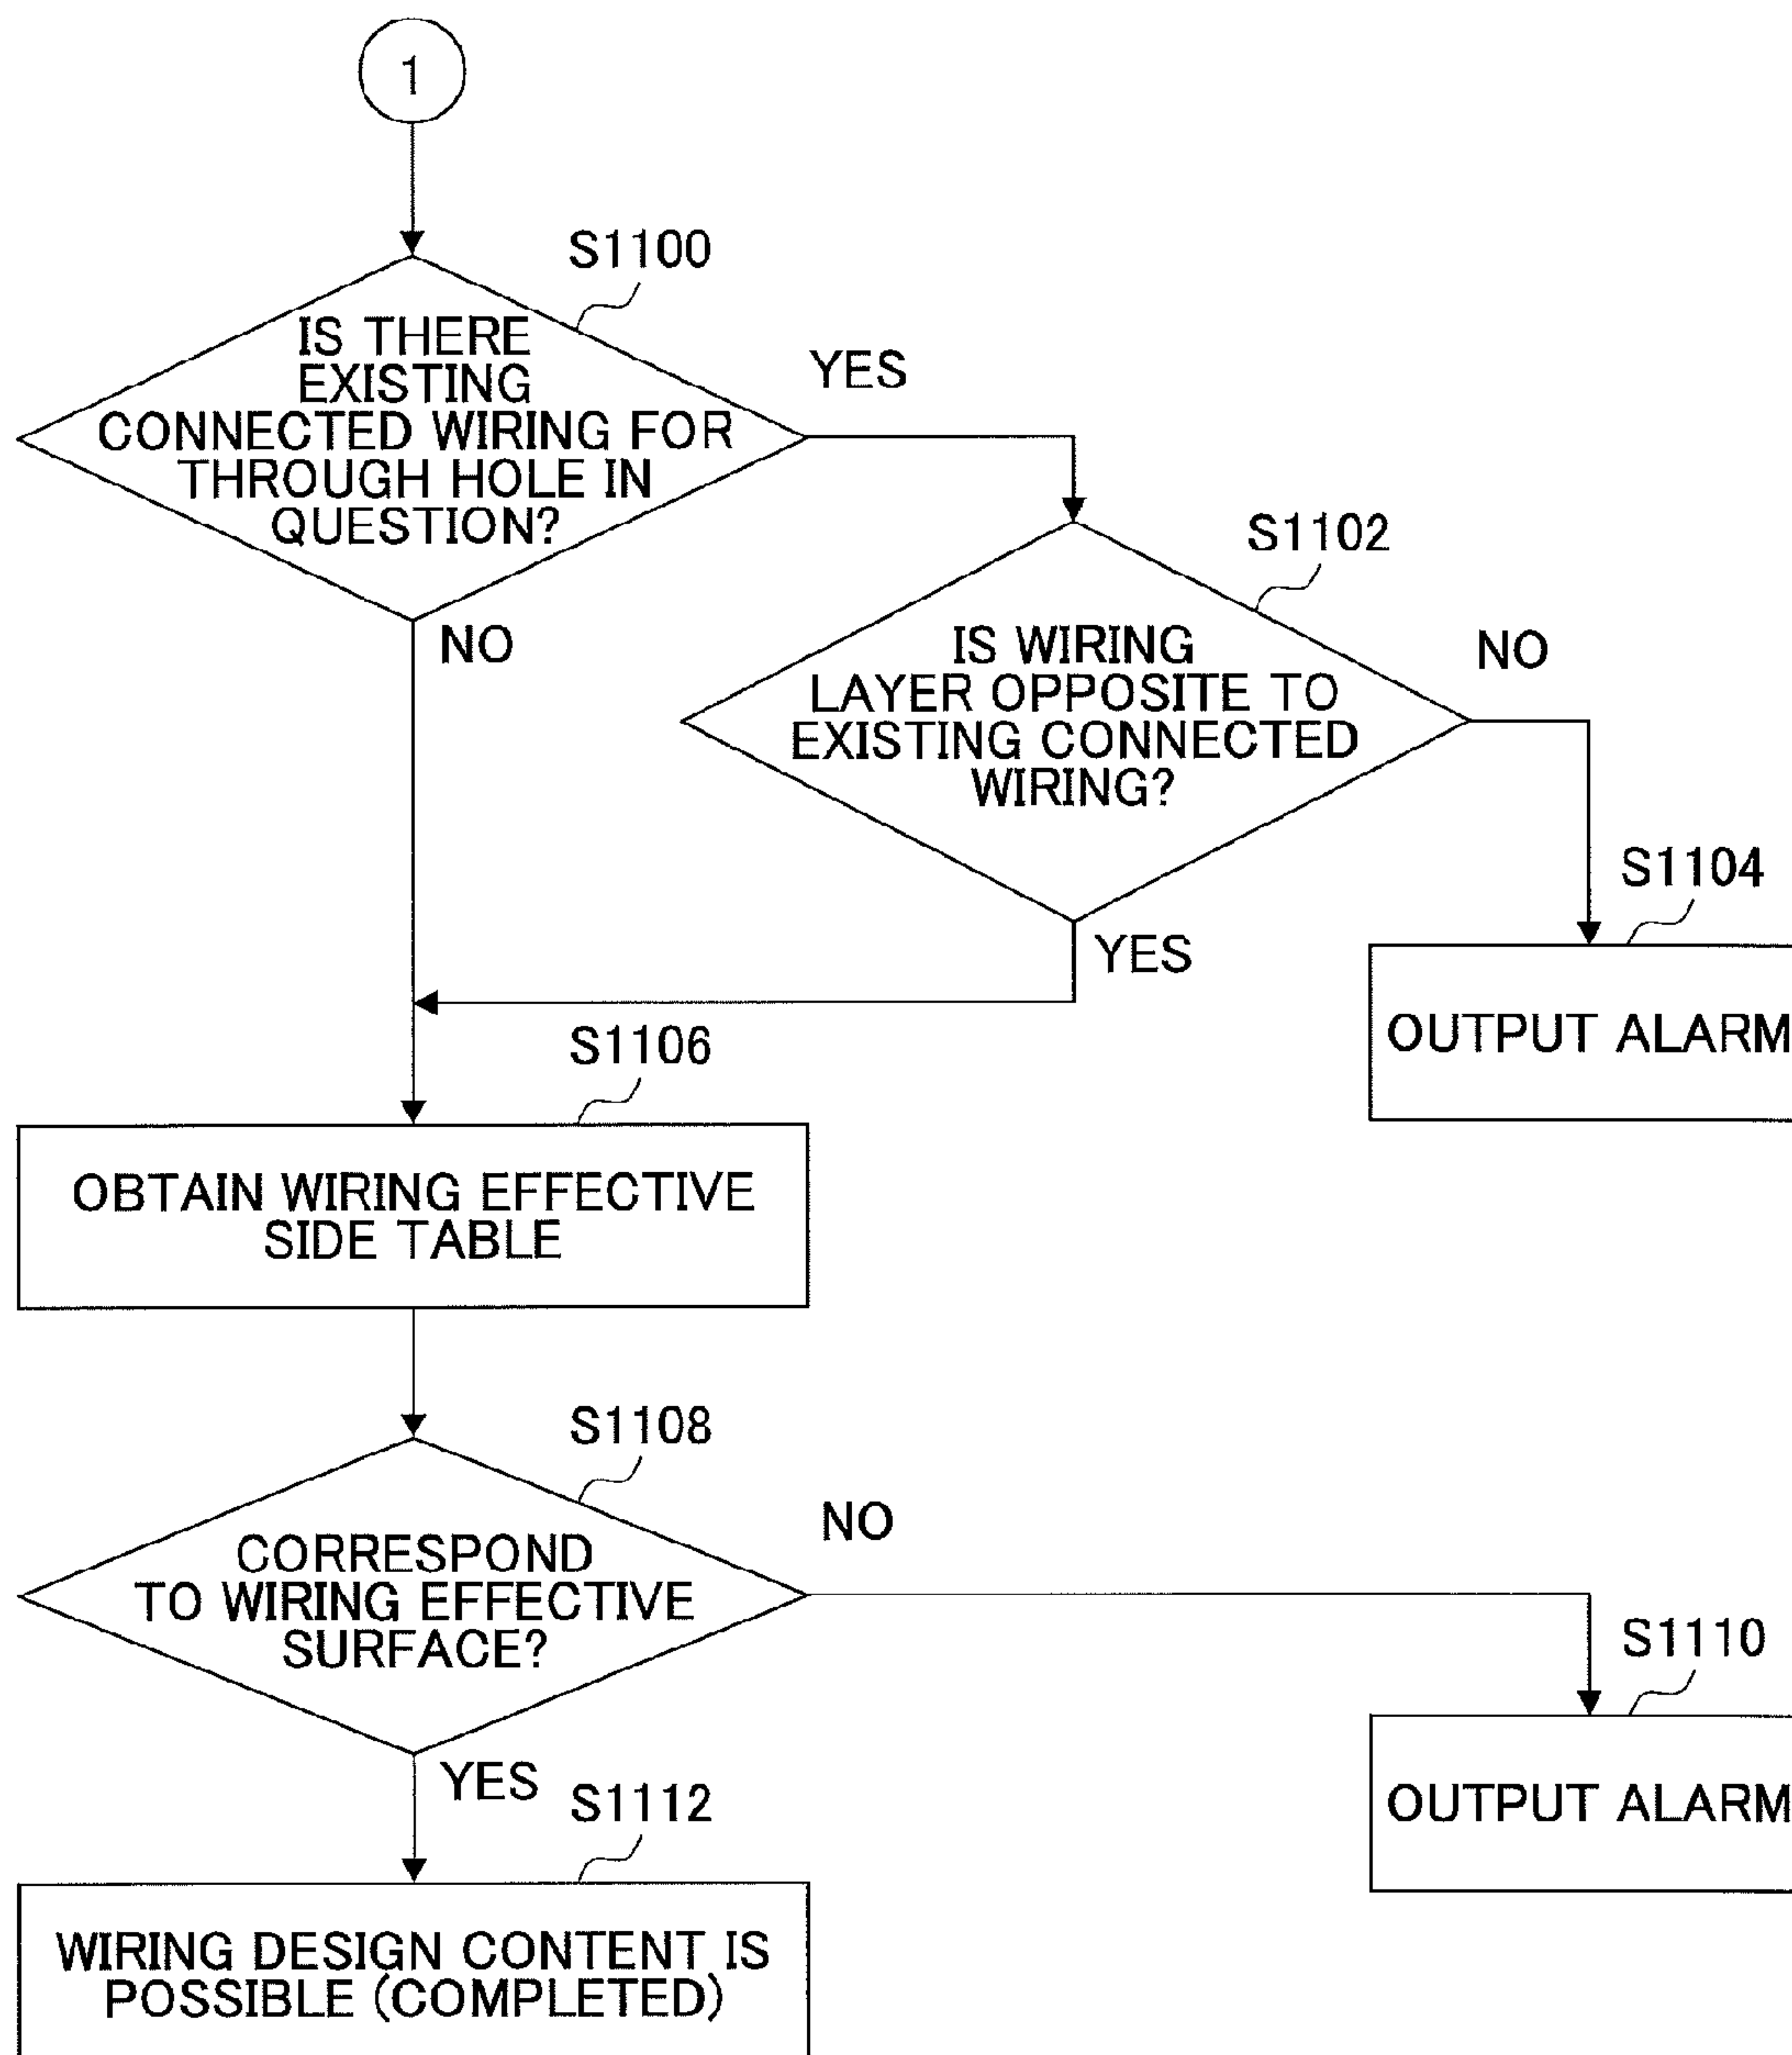 1
S1100
IS THERE
EXISTING
CONNECTED WIRING FOR
THROUGH HOLE IN
QUESTION?
YES
NO
S1102
IS WIRING
LAYER OPPOSITE TO
EXISTING CONNECTED
WIRING?
NO
YES
S1104
OUTPUT ALARM
S1106
OBTAIN WIRING EFFECTIVE
SIDE TABLE
S1108
CORRESPOND
TO WIRING EFFECTIVE
SURFACE?
NO
YES
S1110
OUTPUT ALARM
S1112
WIRING DESIGN CONTENT IS
POSSIBLE (COMPLETED)